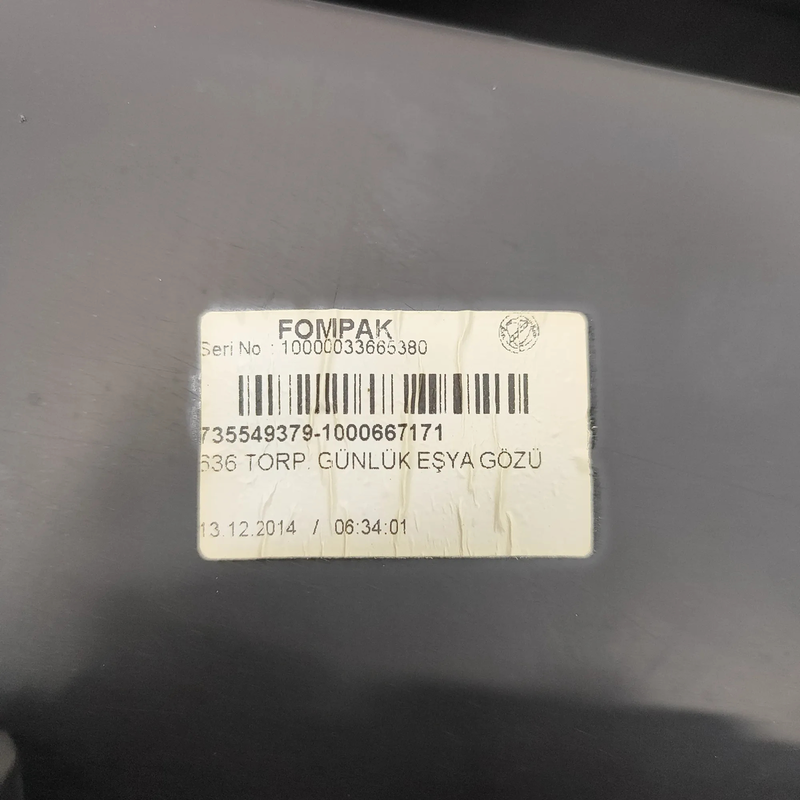 FOMPAK
Seri No : 10000033665380
735549379-1000667171
636 TORP. GÜNLÜK EŞYA GÖZÜ
13.12.2014 / 06:34:01